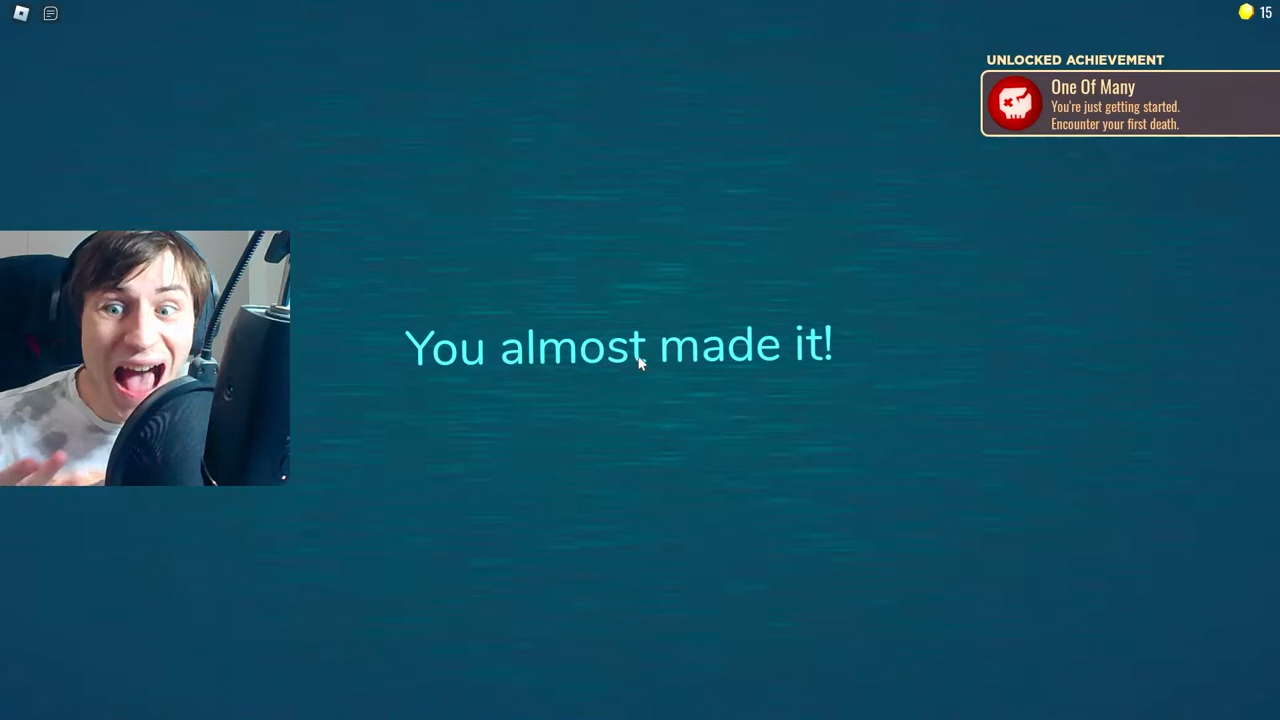 15
UNLOCKED ACHIEVEMENT
One Of Many
You're just getting started.
Encounter your first death.
You almost made it!